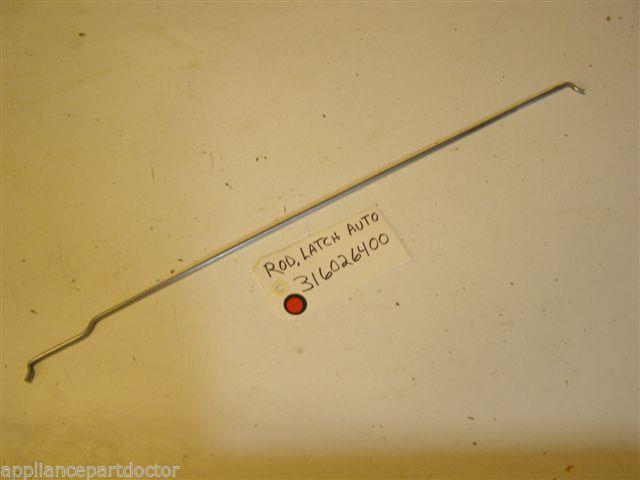 ROD, LATCH AUTO
316026400
appliancepartdoctor